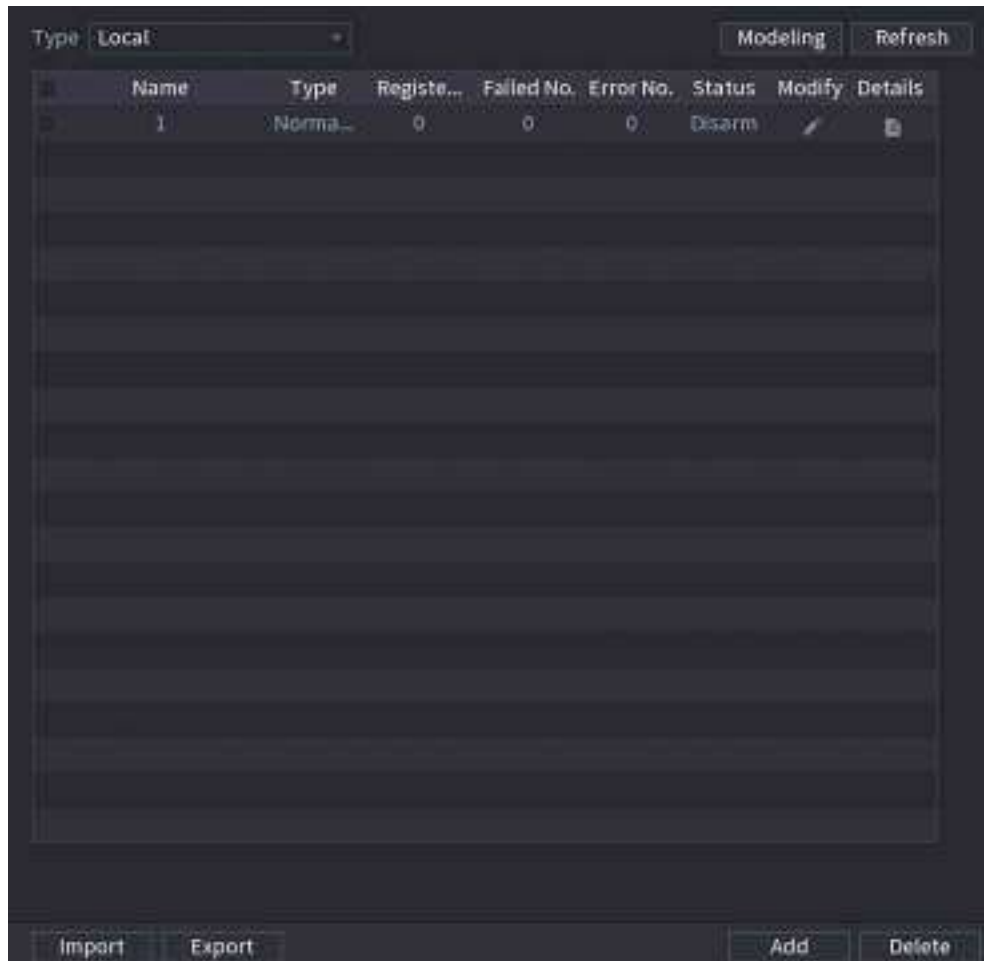 Type Local Modeling Refresh
Name Type Registe... Failed No. Error No. Status Modify Details
1 Norma... 0 0 0 Disarm
Import Export Add Delete